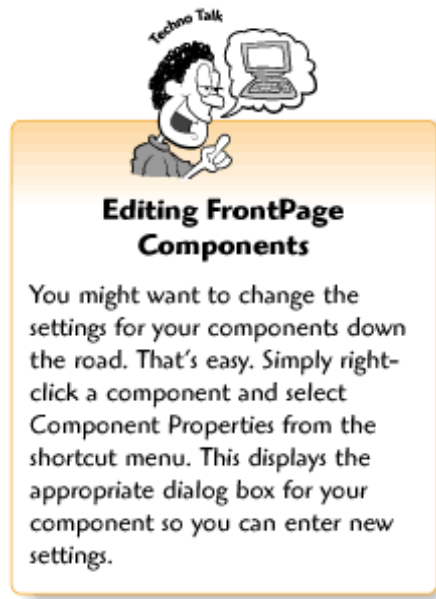 Techno Talk
Editing FrontPage
Components
You might want to change the
settings for your components down
the road. That's easy. Simply right-
click a component and select
Component Properties from the
shortcut menu. This displays the
appropriate dialog box for your
component so you can enter new
settings.